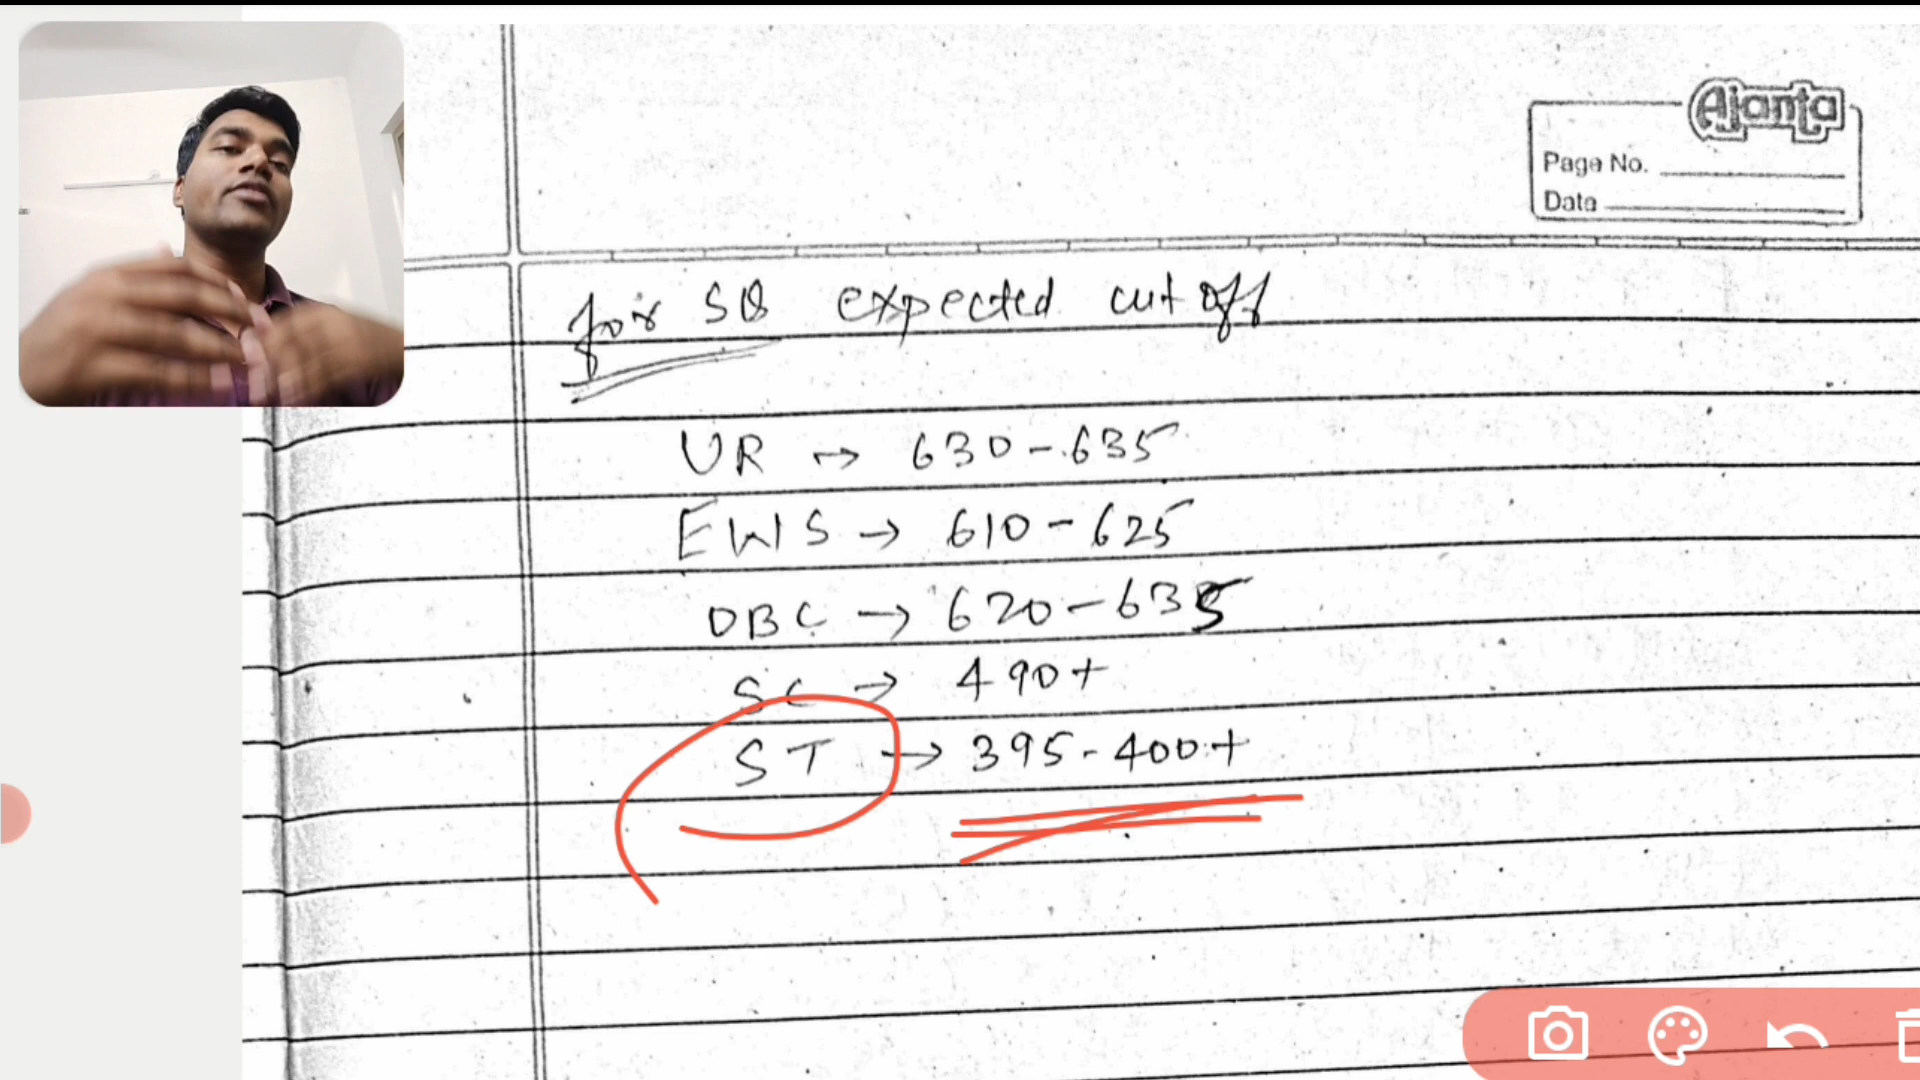 Ajanta
Page No.
Date
for SQ expected cut off
UR → 630-635
EWS → 610-625
OBC → 620-635
SC → 490+
ST → 395-400+